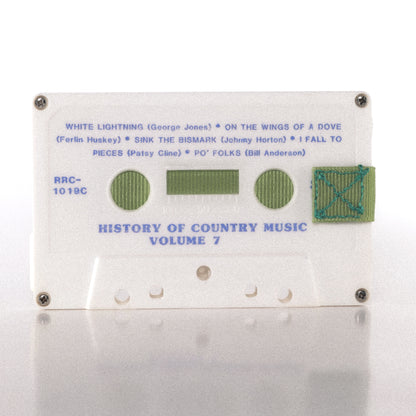 WHITE LIGHTNING (George Jones) * ON THE WINGS OF A DOVE
(Ferlin Huskey) * SINK THE BISMARK (Johnny Horton) * I FALL TO
PIECES (Patsy Cline) * PO' FOLKS (Bill Anderson)
RRC-
1019C
HISTORY OF COUNTRY MUSIC
VOLUME 7